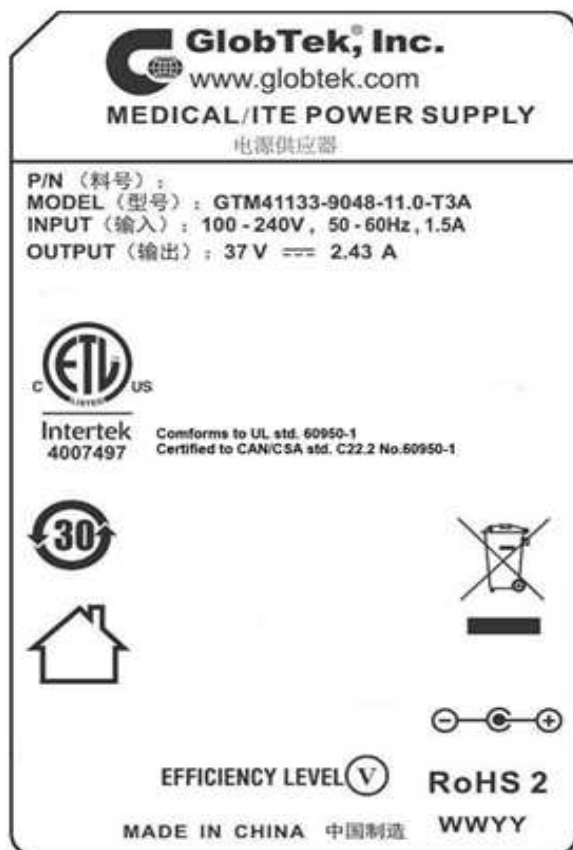 GlobTek,® Inc.
www.globtek.com
MEDICAL/ITE POWER SUPPLY
电源供应器
P/N （料号）：
MODEL（型号）：GTM41133-9048-11.0-T3A
INPUT（输入）：100 - 240V , 50 - 60Hz , 1.5A
OUTPUT（输出）：37 V ⎓ 2.43 A
C ETL US
LISTED
Intertek
4007497
Comforms to UL std. 60950-1
Certified to CAN/CSA std. C22.2 No.60950-1
30
EFFICIENCY LEVEL V
RoHS 2
MADE IN CHINA 中国制造
WWYY